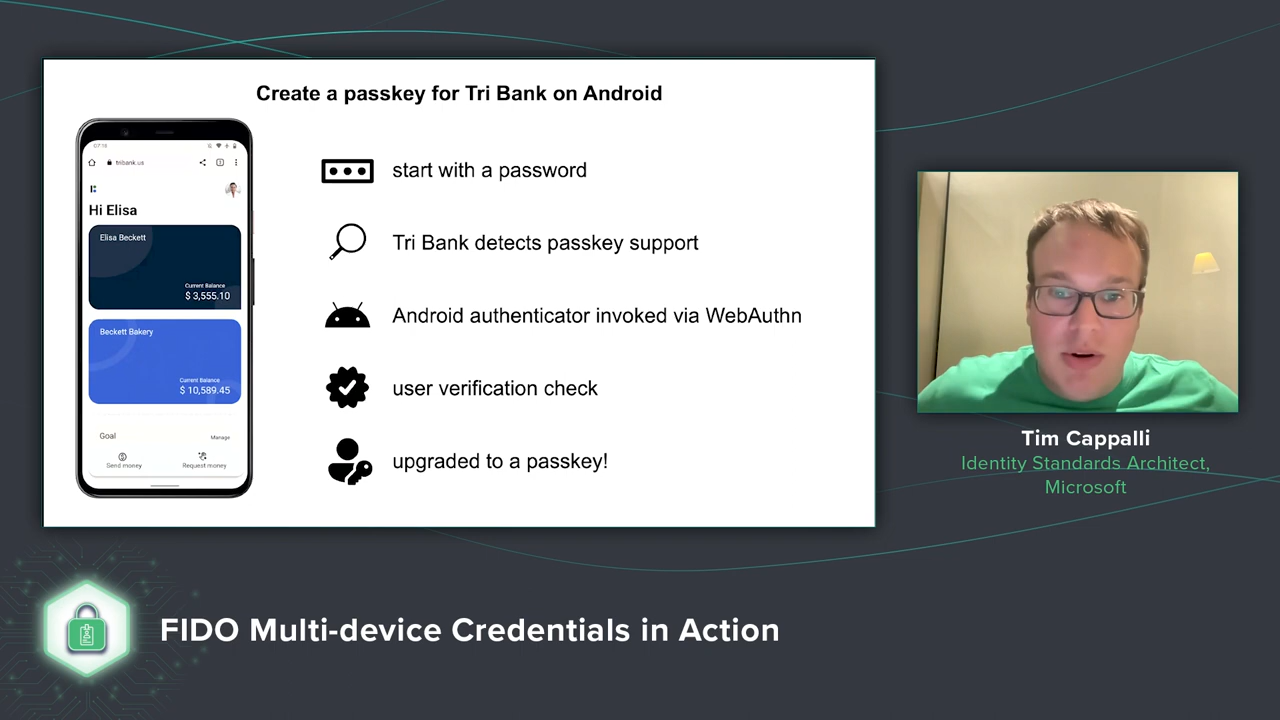 Create a passkey for Tri Bank on Android
07:18
tribank.us
Hi Elisa
Elisa Beckett
Current Balance
$ 3,555.10
Beckett Bakery
Current Balance
$ 10,589.45
Goal
Manage
Send money
Request money
start with a password
Tri Bank detects passkey support
Android authenticator invoked via WebAuthn
user verification check
upgraded to a passkey!
Tim Cappalli
Identity Standards Architect,
Microsoft
FIDO Multi-device Credentials in Action